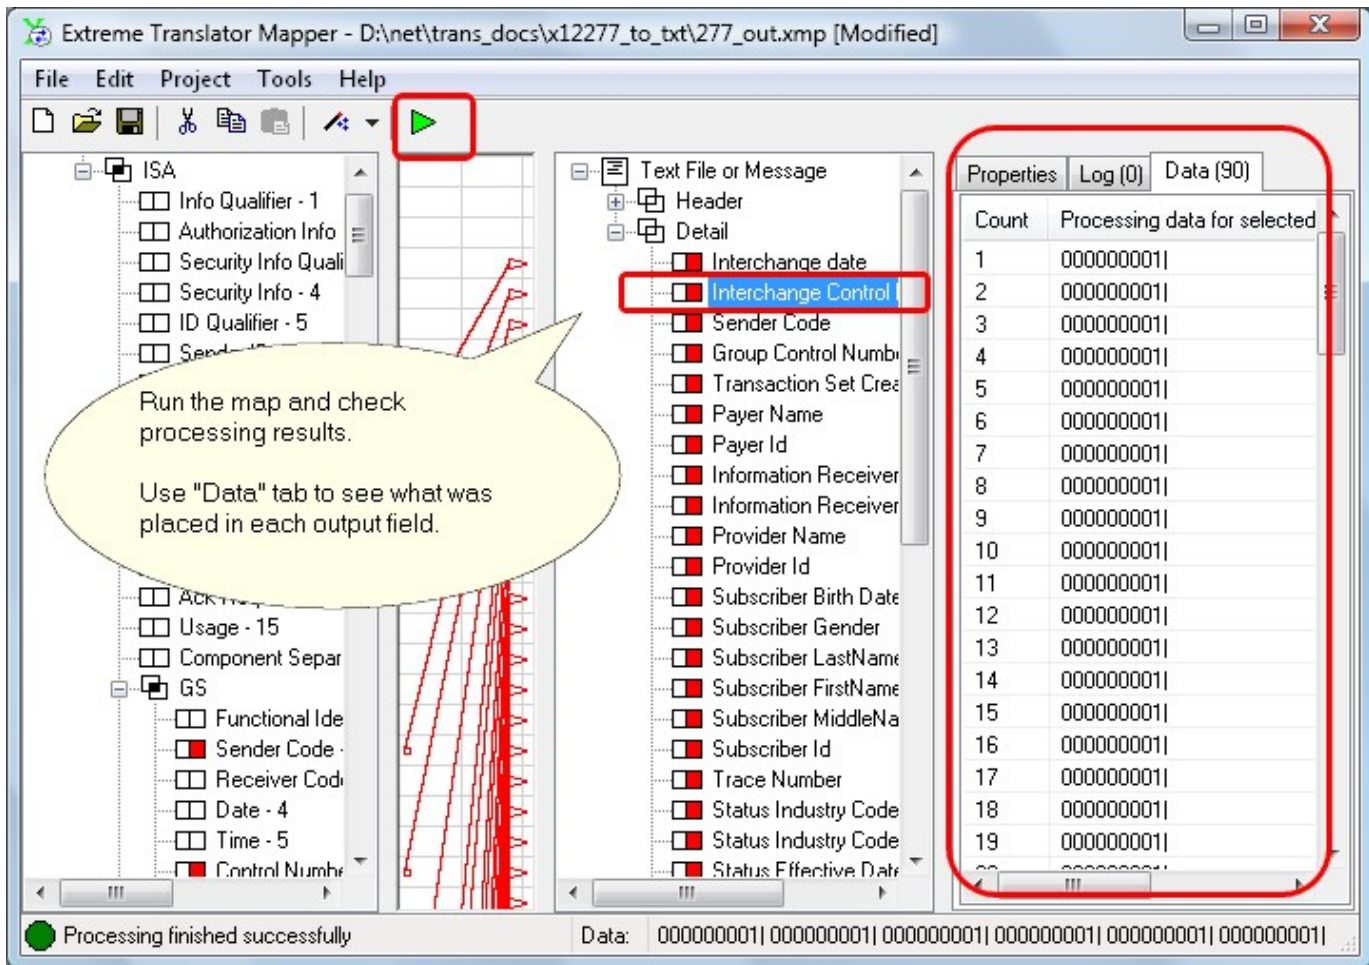 Extreme Translator Mapper - D:\net\trans_docs\x12277_to_txt\277_out.xmp [Modified]
File Edit Project Tools Help
ISA
Info Qualifier - 1
Authorization Info
Security Info Quali
Security Info - 4
ID Qualifier - 5
Run the map and check
processing results.
Use "Data" tab to see what was
placed in each output field.
Usage - 15
Component Separ
GS
Functional Ide
Sender Code -
Receiver Cod
Date - 4
Time - 5
Control Numbe
Text File or Message
Header
Detail
Interchange date
Interchange Control
Sender Code
Group Control Numb
Transaction Set Crea
Payer Name
Payer Id
Information Receiver
Information Receiver
Provider Name
Provider Id
Subscriber Birth Date
Subscriber Gender
Subscriber LastName
Subscriber FirstName
Subscriber MiddleNa
Subscriber Id
Trace Number
Status Industry Code
Status Industry Code
Status Effective Date
Properties Log (0) Data (90)
Count Processing data for selected
1 000000001|
2 000000001|
3 000000001|
4 000000001|
5 000000001|
6 000000001|
7 000000001|
8 000000001|
9 000000001|
10 000000001|
11 000000001|
12 000000001|
13 000000001|
14 000000001|
15 000000001|
16 000000001|
17 000000001|
18 000000001|
19 000000001|
Processing finished successfully
Data: 000000001| 000000001| 000000001| 000000001| 000000001| 000000001|